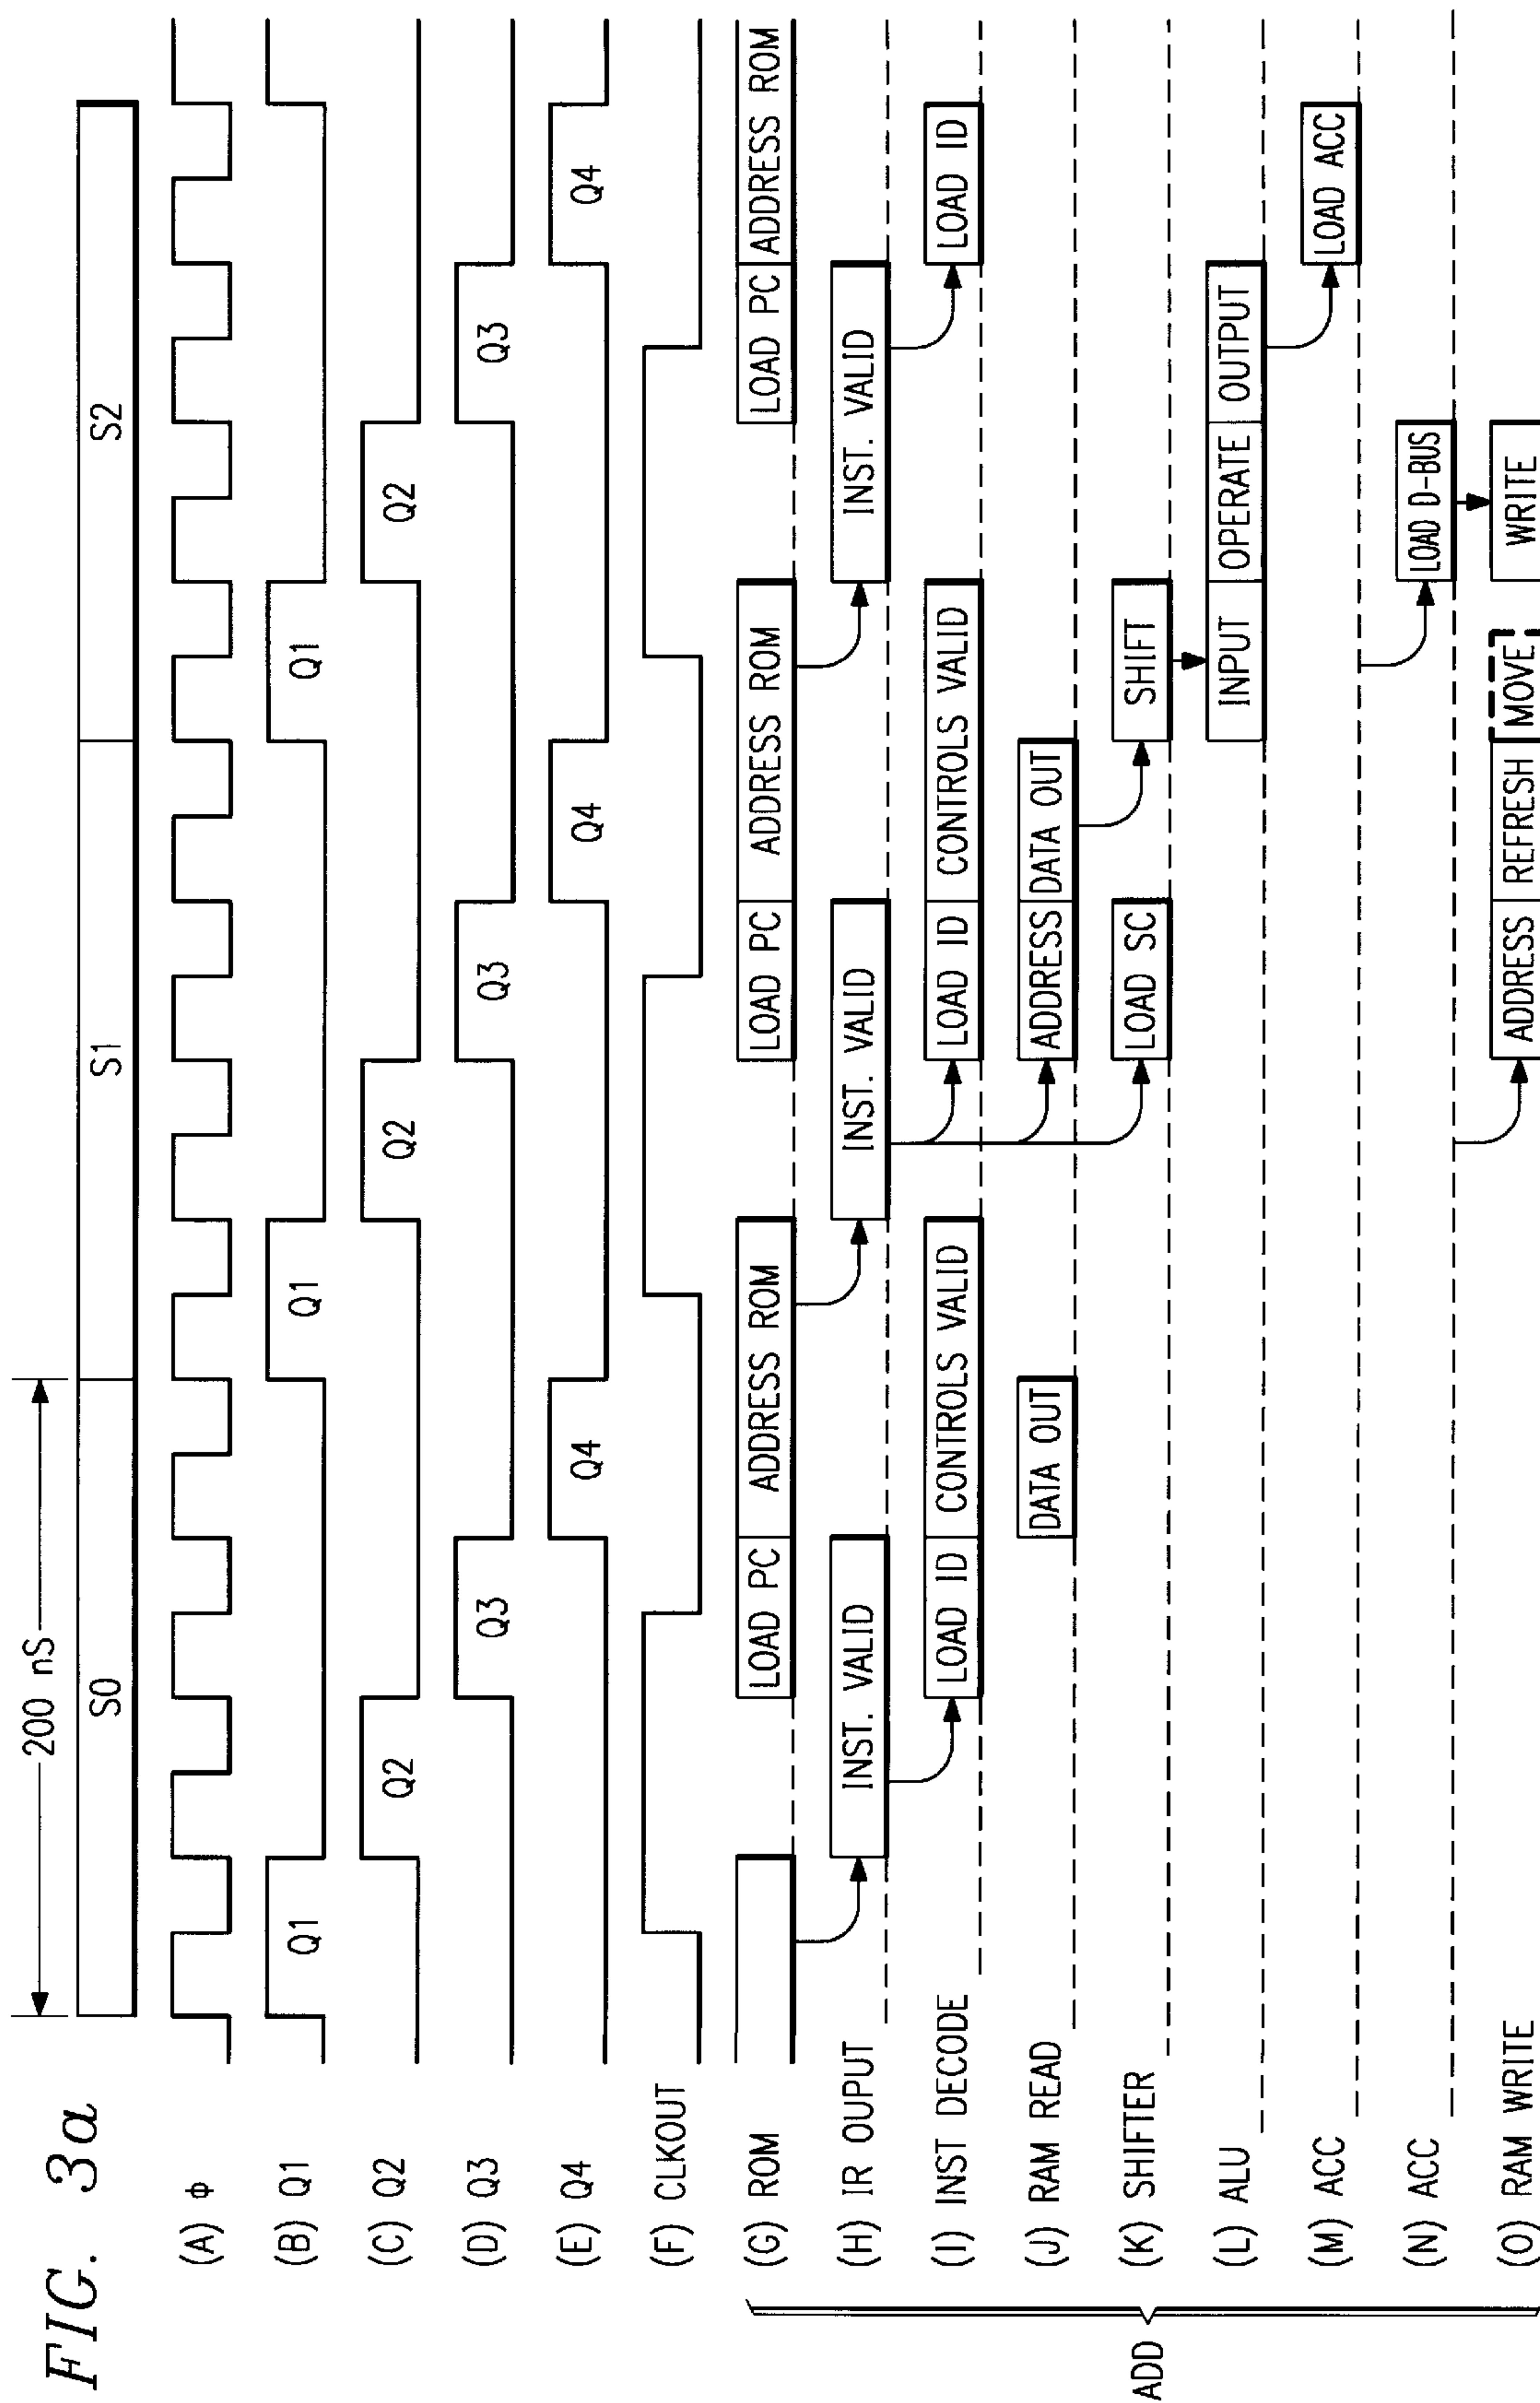 FIG. 3a
200 nS
S0 S1 S2
(A) ϕ
(B) Q1 Q1 Q1 Q1
(C) Q2 Q2 Q2 Q2
(D) Q3 Q3 Q3 Q3
(E) Q4 Q4 Q4 Q4
(F) CLKOUT
ADD
(G) ROM LOAD PC ADDRESS ROM LOAD PC ADDRESS ROM LOAD PC ADDRESS ROM
(H) IR OUPUT INST. VALID INST. VALID INST. VALID
(I) INST DECODE LOAD ID CONTROLS VALID LOAD ID CONTROLS VALID LOAD ID
(J) RAM READ DATA OUT ADDRESS DATA OUT
(K) SHIFTER LOAD SC SHIFT
(L) ALU INPUT OPERATE OUTPUT
(M) ACC LOAD ACC
(N) ACC LOAD D-BUS
(O) RAM WRITE ADDRESS REFRESH MOVE WRITE